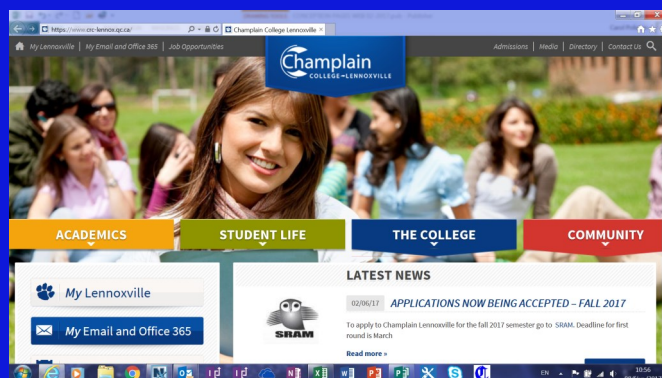 https://www.crc-lennox.qc.ca/
Champlain College Lennoxville
My Lennoxville | My Email and Office 365 | Job Opportunities
Champlain
COLLEGE-LENNOXVILLE
Admissions | Media | Directory | Contact Us
ACADEMICS
STUDENT LIFE
THE COLLEGE
COMMUNITY
My Lennoxville
My Email and Office 365
LATEST NEWS
SRAM
02/06/17 APPLICATIONS NOW BEING ACCEPTED – FALL 2017
To apply to Champlain Lennoxville for the fall 2017 semester go to SRAM. Deadline for first
round is March
Read more »
EN
10:56